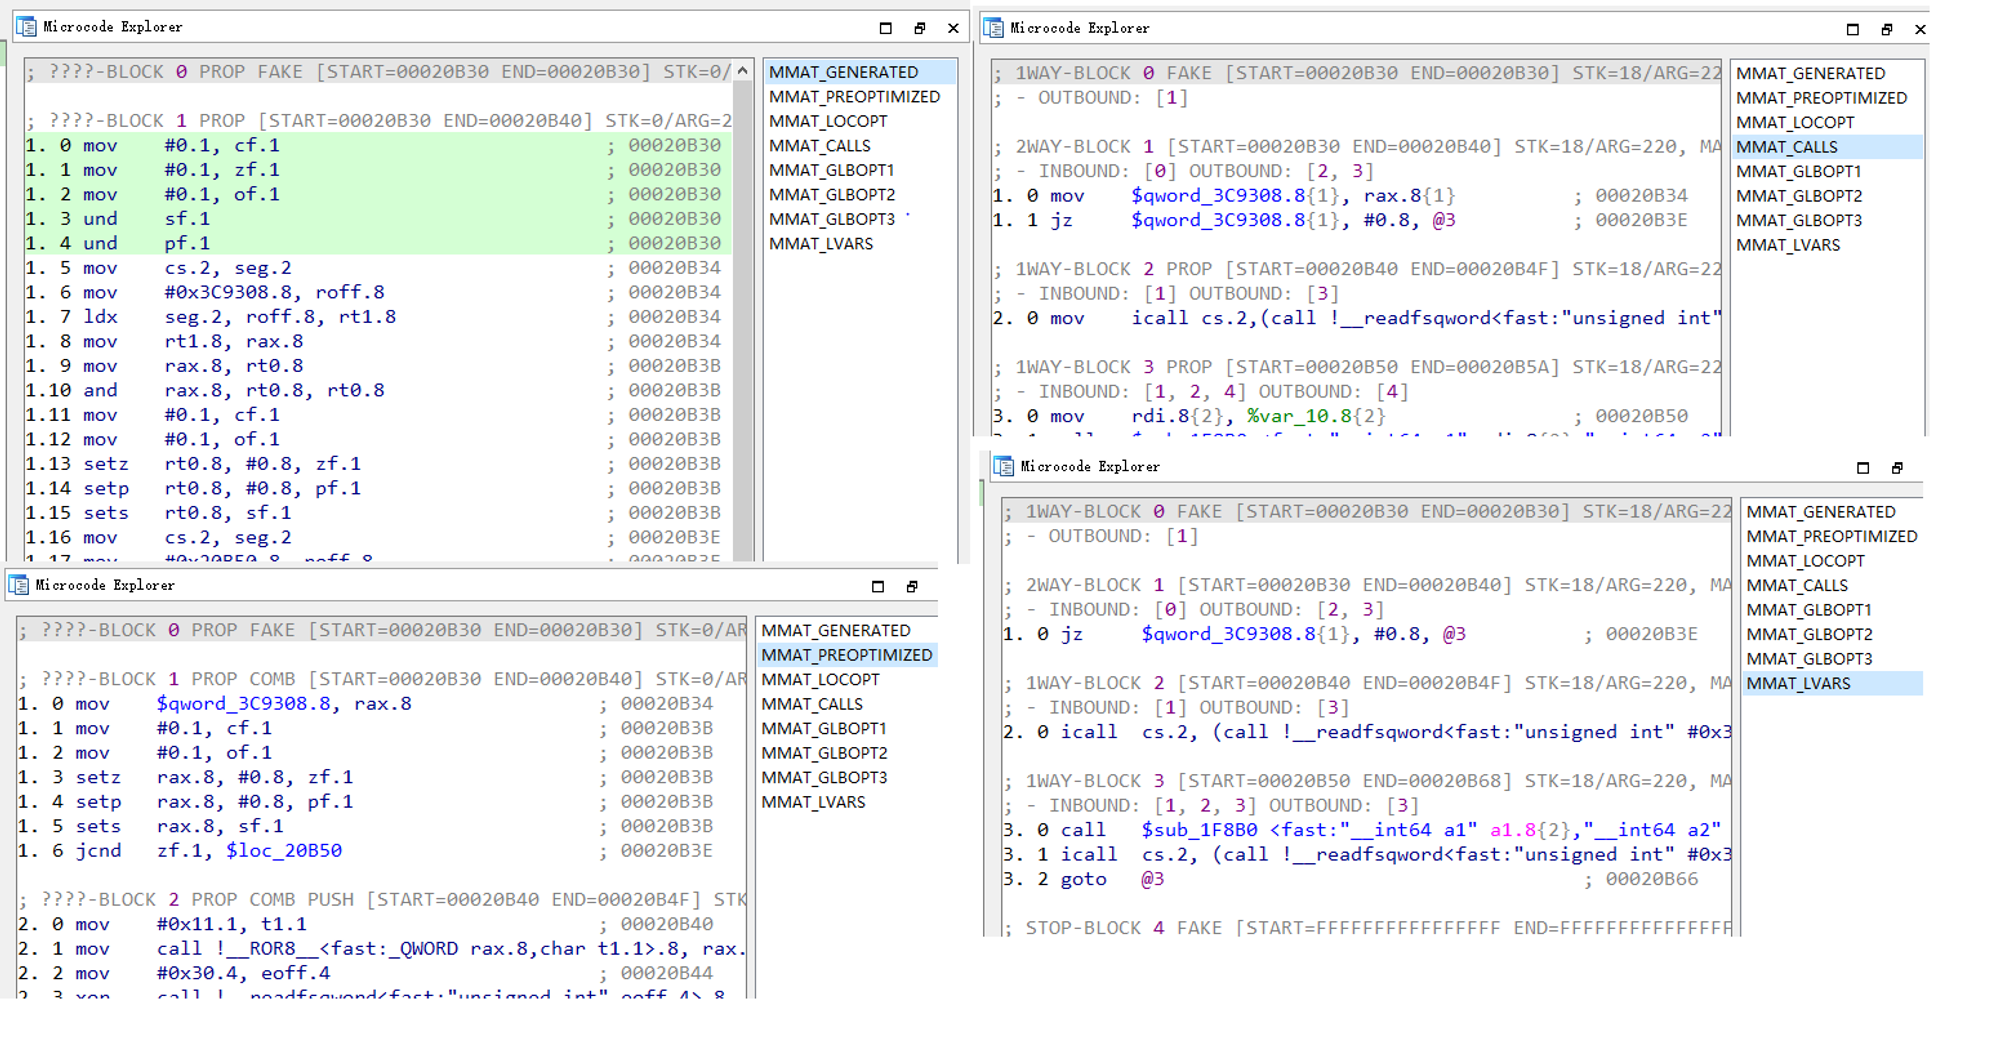 Microcode Explorer
; ????-BLOCK 0 PROP FAKE [START=00020B30 END=00020B30] STK=0/
; ????-BLOCK 1 PROP [START=00020B30 END=00020B40] STK=0/ARG=2
1. 0 mov #0.1, cf.1 ; 00020B30
1. 1 mov #0.1, zf.1 ; 00020B30
1. 2 mov #0.1, of.1 ; 00020B30
1. 3 und sf.1 ; 00020B30
1. 4 und pf.1 ; 00020B30
1. 5 mov cs.2, seg.2 ; 00020B34
1. 6 mov #0x3C9308.8, roff.8 ; 00020B34
1. 7 ldx seg.2, roff.8, rt1.8 ; 00020B34
1. 8 mov rt1.8, rax.8 ; 00020B34
1. 9 mov rax.8, rt0.8 ; 00020B3B
1.10 and rax.8, rt0.8, rt0.8 ; 00020B3B
1.11 mov #0.1, cf.1 ; 00020B3B
1.12 mov #0.1, of.1 ; 00020B3B
1.13 setz rt0.8, #0.8, zf.1 ; 00020B3B
1.14 setp rt0.8, #0.8, pf.1 ; 00020B3B
1.15 sets rt0.8, sf.1 ; 00020B3B
1.16 mov cs.2, seg.2 ; 00020B3E
1.17 mov #0x20B50.8, roff.8 ; 00020B3E
MMAT_GENERATED
MMAT_PREOPTIMIZED
MMAT_LOCOPT
MMAT_CALLS
MMAT_GLBOPT1
MMAT_GLBOPT2
MMAT_GLBOPT3
MMAT_LVARS
Microcode Explorer
; 1WAY-BLOCK 0 FAKE [START=00020B30 END=00020B30] STK=18/ARG=22
; - OUTBOUND: [1]
; 2WAY-BLOCK 1 [START=00020B30 END=00020B40] STK=18/ARG=220, MA
; - INBOUND: [0] OUTBOUND: [2, 3]
1. 0 mov $qword_3C9308.8{1}, rax.8{1} ; 00020B34
1. 1 jz $qword_3C9308.8{1}, #0.8, @3 ; 00020B3E
; 1WAY-BLOCK 2 PROP [START=00020B40 END=00020B4F] STK=18/ARG=22
; - INBOUND: [1] OUTBOUND: [3]
2. 0 mov icall cs.2,(call !__readfsqword<fast:"unsigned int"
; 1WAY-BLOCK 3 PROP [START=00020B50 END=00020B5A] STK=18/ARG=22
; - INBOUND: [1, 2, 4] OUTBOUND: [4]
3. 0 mov rdi.8{2}, %var_10.8{2} ; 00020B50
MMAT_GENERATED
MMAT_PREOPTIMIZED
MMAT_LOCOPT
MMAT_CALLS
MMAT_GLBOPT1
MMAT_GLBOPT2
MMAT_GLBOPT3
MMAT_LVARS
Microcode Explorer
; ????-BLOCK 0 PROP FAKE [START=00020B30 END=00020B30] STK=0/AR
; ????-BLOCK 1 PROP COMB [START=00020B30 END=00020B40] STK=0/AR
1. 0 mov $qword_3C9308.8, rax.8 ; 00020B34
1. 1 mov #0.1, cf.1 ; 00020B3B
1. 2 mov #0.1, of.1 ; 00020B3B
1. 3 setz rax.8, #0.8, zf.1 ; 00020B3B
1. 4 setp rax.8, #0.8, pf.1 ; 00020B3B
1. 5 sets rax.8, sf.1 ; 00020B3B
1. 6 jcnd zf.1, $loc_20B50 ; 00020B3E
; ????-BLOCK 2 PROP COMB PUSH [START=00020B40 END=00020B4F] STK
2. 0 mov #0x11.1, t1.1 ; 00020B40
2. 1 mov call !__ROR8__<fast:_QWORD rax.8,char t1.1>.8, rax.
2. 2 mov #0x30.4, eoff.4 ; 00020B44
2. 3 xor call !__readfsqword<fast:"unsigned int" eoff.4>.8
MMAT_GENERATED
MMAT_PREOPTIMIZED
MMAT_LOCOPT
MMAT_CALLS
MMAT_GLBOPT1
MMAT_GLBOPT2
MMAT_GLBOPT3
MMAT_LVARS
Microcode Explorer
; 1WAY-BLOCK 0 FAKE [START=00020B30 END=00020B30] STK=18/ARG=22
; - OUTBOUND: [1]
; 2WAY-BLOCK 1 [START=00020B30 END=00020B40] STK=18/ARG=220, MA
; - INBOUND: [0] OUTBOUND: [2, 3]
1. 0 jz $qword_3C9308.8{1}, #0.8, @3 ; 00020B3E
; 1WAY-BLOCK 2 [START=00020B40 END=00020B4F] STK=18/ARG=220, MA
; - INBOUND: [1] OUTBOUND: [3]
2. 0 icall cs.2, (call !__readfsqword<fast:"unsigned int" #0x3
; 1WAY-BLOCK 3 [START=00020B50 END=00020B68] STK=18/ARG=220, MA
; - INBOUND: [1, 2, 3] OUTBOUND: [3]
3. 0 call $sub_1F8B0 <fast:"__int64 a1" a1.8{2},"__int64 a2"
3. 1 icall cs.2, (call !__readfsqword<fast:"unsigned int" #0x3
3. 2 goto @3 ; 00020B66
; STOP-BLOCK 4 FAKE [START=FFFFFFFFFFFFFFFF END=FFFFFFFFFFFFFFF
MMAT_GENERATED
MMAT_PREOPTIMIZED
MMAT_LOCOPT
MMAT_CALLS
MMAT_GLBOPT1
MMAT_GLBOPT2
MMAT_GLBOPT3
MMAT_LVARS